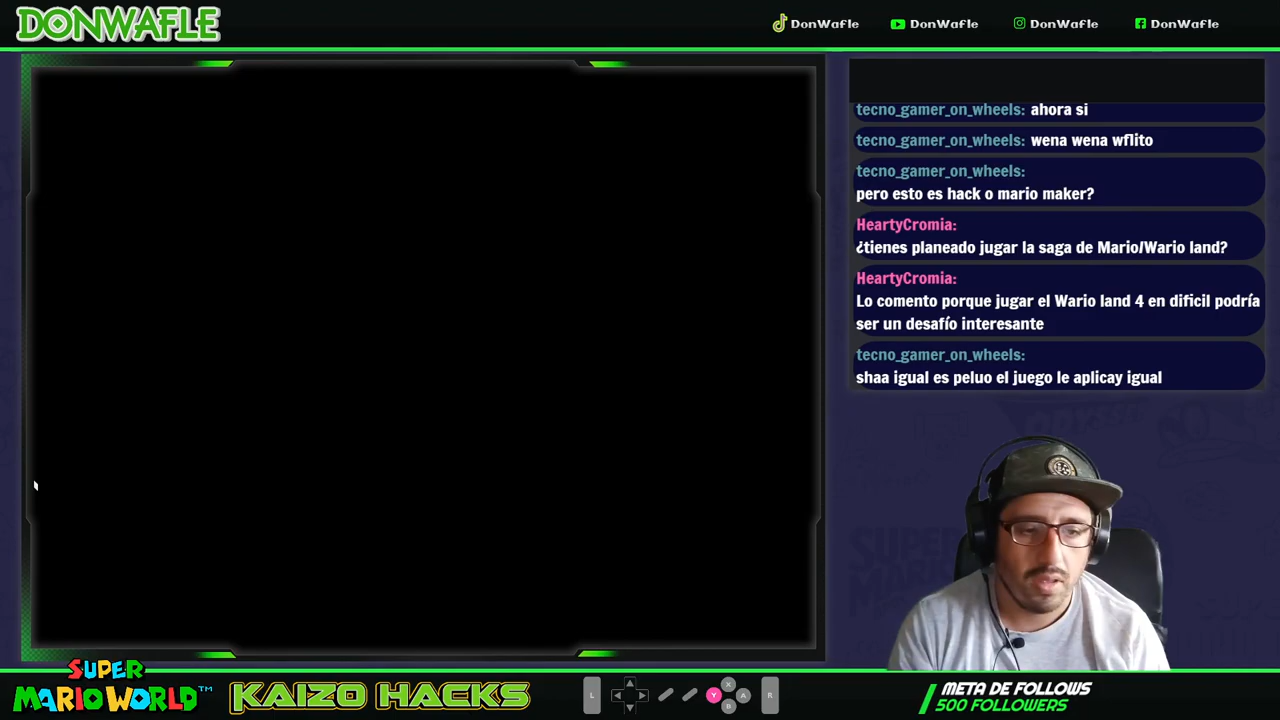 DONWAFLE
DonWafle DonWafle DonWafle DonWafle
tecno_gamer_on_wheels: ahora si
tecno_gamer_on_wheels: wena wena wflito
tecno_gamer_on_wheels:
pero esto es hack o mario maker?
HeartyCromia:
¿tienes planeado jugar la saga de Mario/Wario land?
HeartyCromia:
Lo comento porque jugar el Wario land 4 en dificil podría
ser un desafío interesante
tecno_gamer_on_wheels:
shaa igual es peluo el juego le aplicay igual
SUPER
MARIO WORLD™
KAIZO HACKS
L Y X A B R
META DE FOLLOWS
500 FOLLOWERS